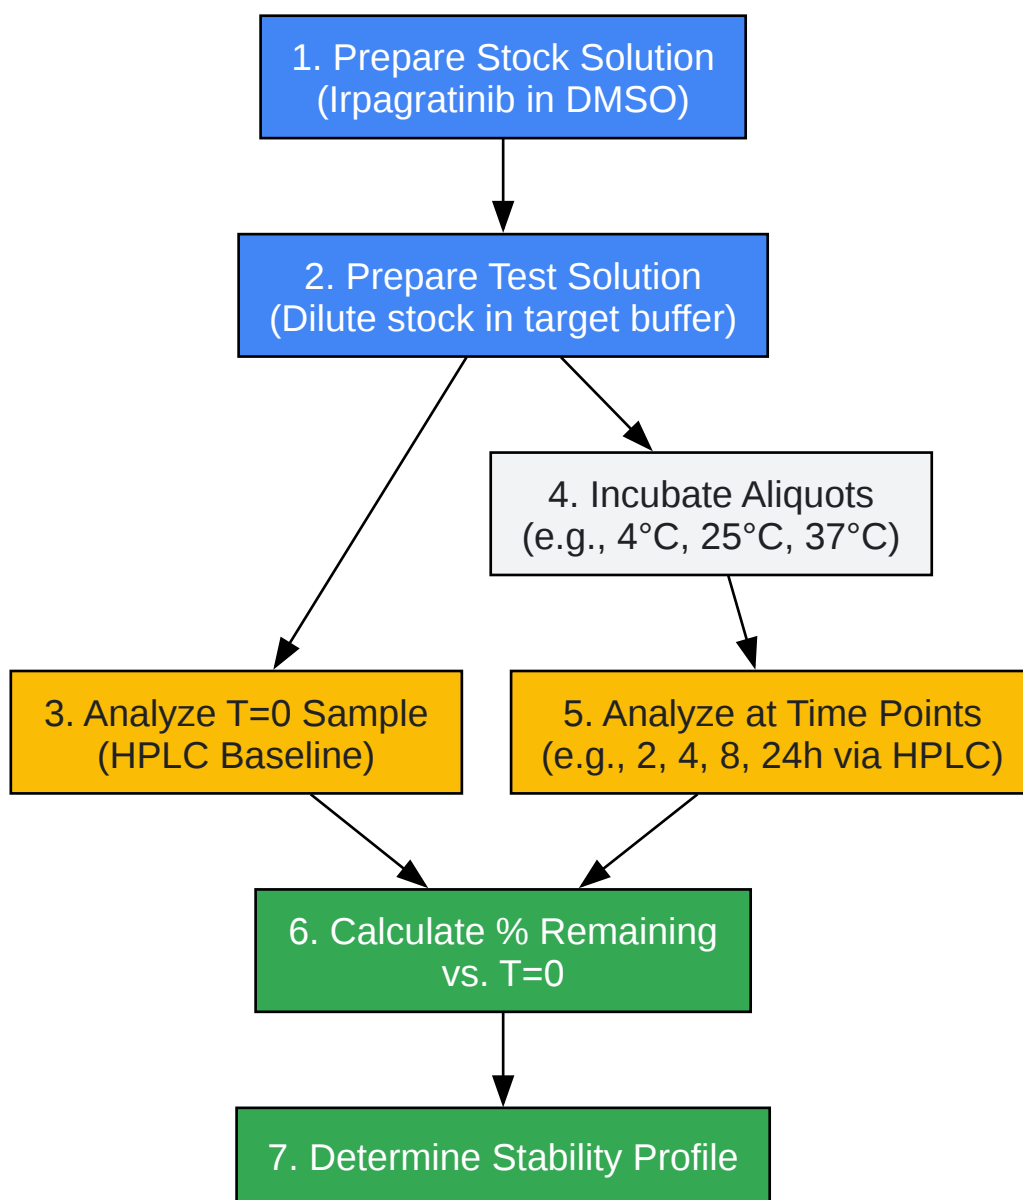 1. Prepare Stock Solution
(Irpagratinib in DMSO)
2. Prepare Test Solution
(Dilute stock in target buffer)
4. Incubate Aliquots
(e.g., 4°C, 25°C, 37°C)
3. Analyze T=0 Sample
(HPLC Baseline)
5. Analyze at Time Points
(e.g., 2, 4, 8, 24h via HPLC)
6. Calculate % Remaining
vs. T=0
7. Determine Stability Profile